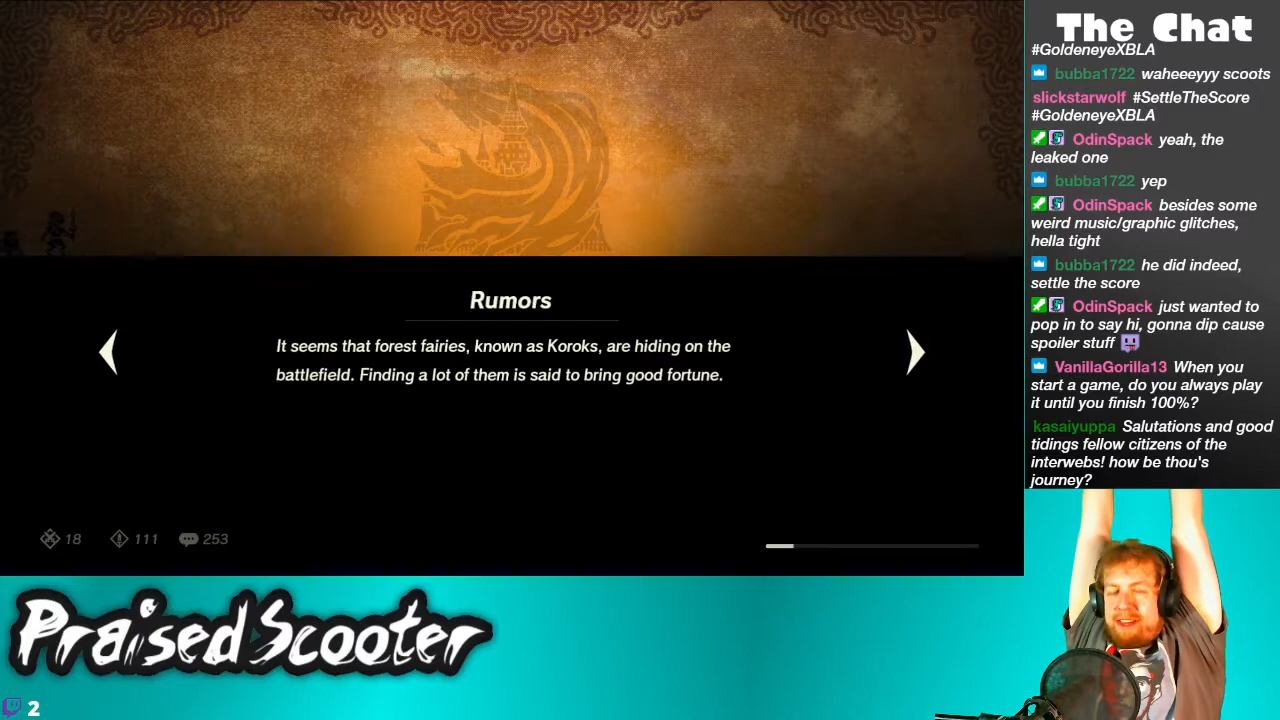 Rumors
It seems that forest fairies, known as Koroks, are hiding on the
battlefield. Finding a lot of them is said to bring good fortune.
18
111
253
PraisedScooter
2
The Chat
#GoldeneyeXBLA
bubba1722 waheeeyyy scoots
slickstarwolf #SettleTheScore
#GoldeneyeXBLA
OdinSpack yeah, the
leaked one
bubba1722 yep
OdinSpack besides some
weird music/graphic glitches,
hella tight
bubba1722 he did indeed,
settle the score
OdinSpack just wanted to
pop in to say hi, gonna dip cause
spoiler stuff
VanillaGorilla13 When you
start a game, do you always play
it until you finish 100%?
kasaiyuppa Salutations and good
tidings fellow citizens of the
interwebs! how be thou's
journey?